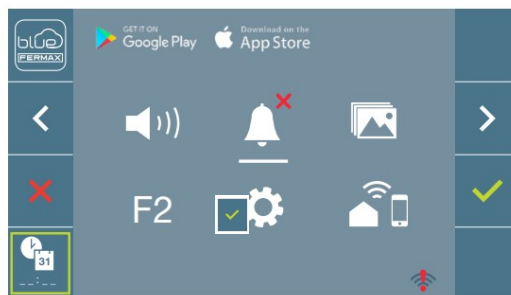 blue
FERMAX
GET IT ON
Google Play
Download on the
App Store
F2
31
--:--